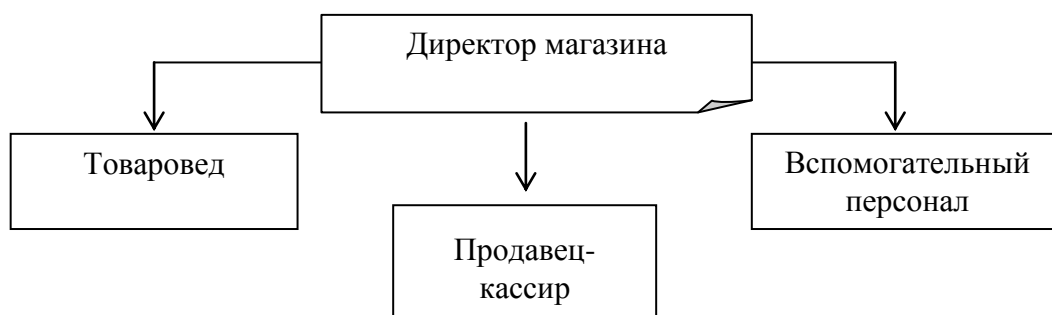 Директор магазина
Товаровед
Вспомогательный
персонал
Продавец-
кассир